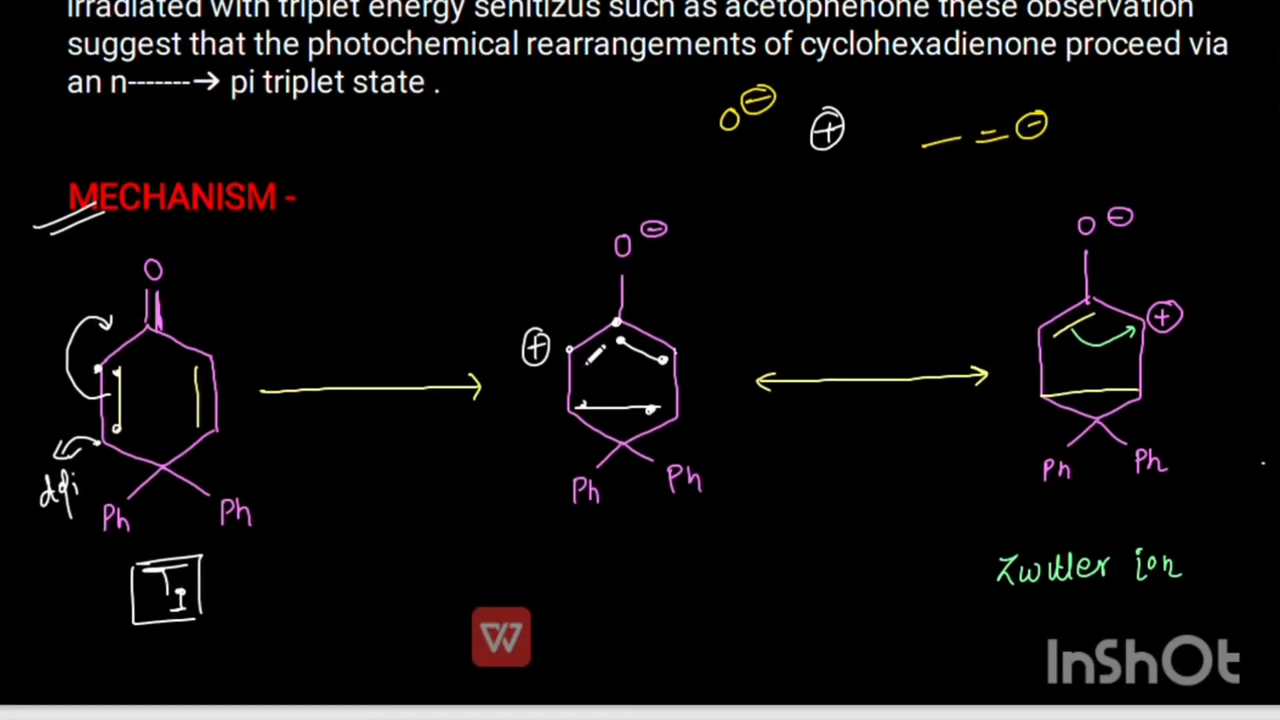 irradiated with triplet energy senitizus such as acetophenone these observation
suggest that the photochemical rearrangements of cyclohexadienone proceed via
an n-------→ pi triplet state .
O⊖ ⊕ — = ⊖
MECHANISM -
O O ⊖ O ⊖
⊕ ⊕
Ph Ph Ph Ph Ph Ph
T1
Zwitter ion
InShOt